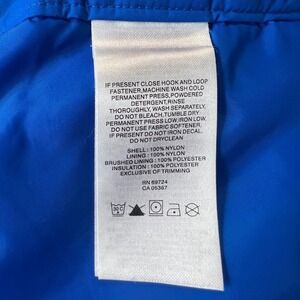 IF PRESENT CLOSE HOOK AND LOOP
FASTENER,MACHINE WASH COLD
PERMANENT PRESS,POWDERED
DETERGENT,RINSE
THOROUGHLY, WASH SEPARATELY,
DO NOT BLEACH,TUMBLE DRY
PERMANENT PRESS LOW,IRON LOW,
DO NOT USE FABRIC SOFTENER,
IF PRESENT DO NOT IRON DECAL.
DO NOT DRYCLEAN
SHELL : 100% NYLON
LINING : 100% NYLON
BRUSHED LINING : 100% POLYESTER
INSULATION : 100% POLYESTER
EXCLUSIVE OF TRIMMING
RN 69724
CA 05367